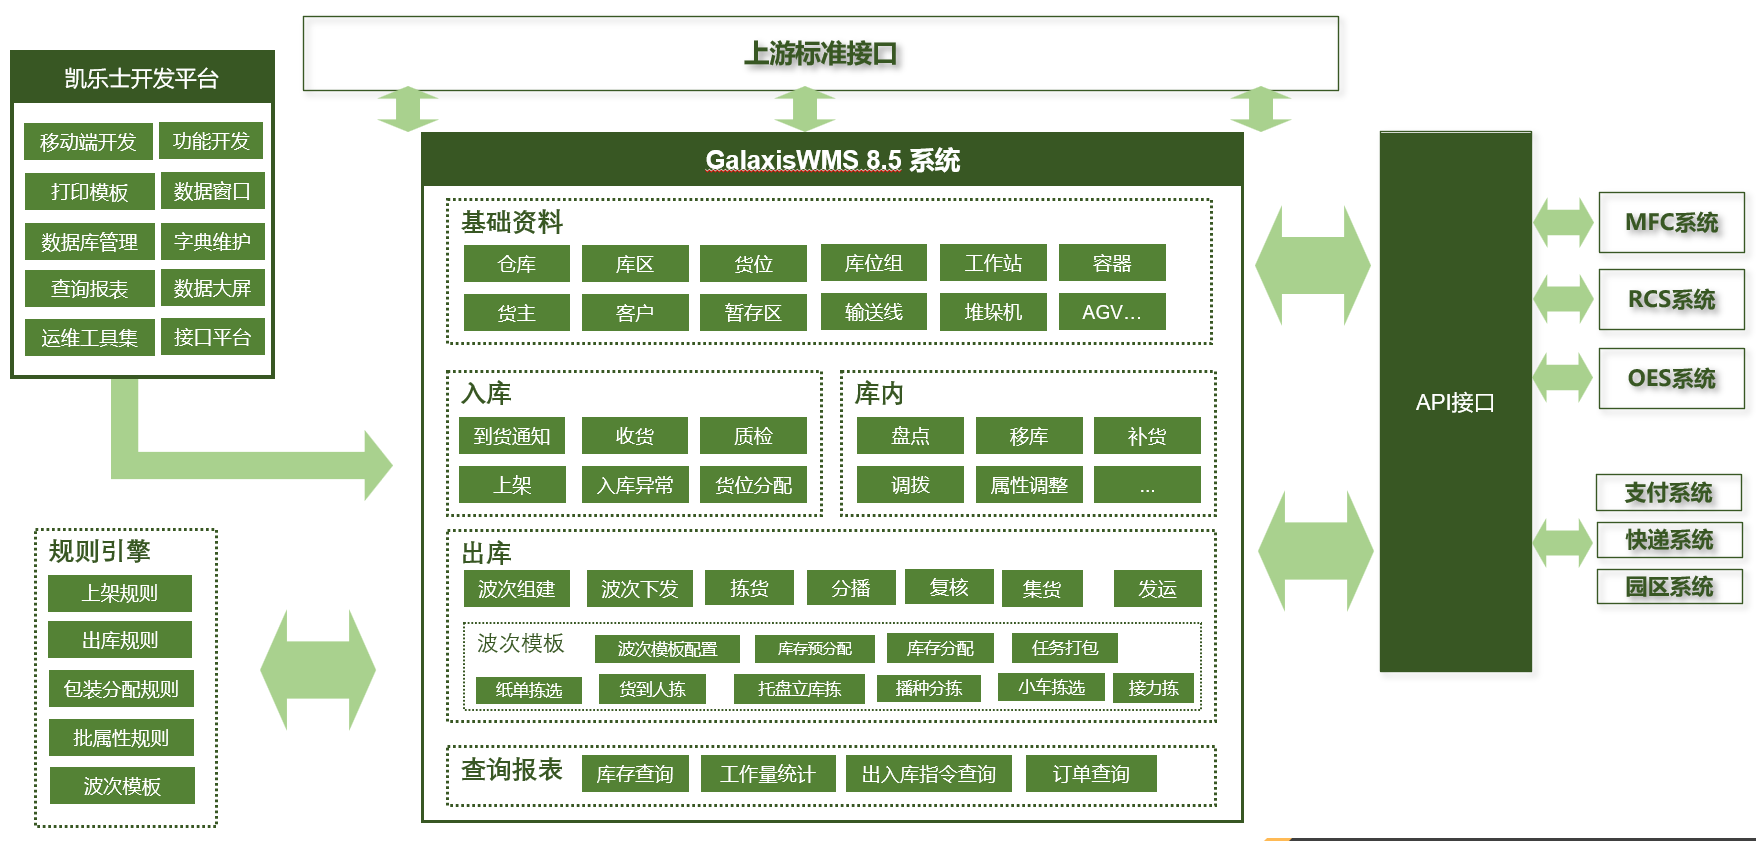 上游标准接口
凯乐士开发平台
移动端开发 功能开发
打印模板 数据窗口
数据库管理 字典维护
查询报表 数据大屏
运维工具集 接口平台
规则引擎
上架规则
出库规则
包装分配规则
批属性规则
波次模板
GalaxisWMS 8.5 系统
基础资料
仓库 库区 货位 库位组 工作站 容器
货主 客户 暂存区 输送线 堆垛机 AGV...
入库
到货通知 收货 质检
上架 入库异常 货位分配
库内
盘点 移库 补货
调拨 属性调整 ...
出库
波次组建 波次下发 拣货 分播 复核 集货 发运
波次模板 波次模板配置 库存预分配 库存分配 任务打包
纸单拣选 货到人拣 托盘立库拣 播种分拣 小车拣选 接力拣
查询报表 库存查询 工作量统计 出入库指令查询 订单查询
API接口
MFC系统
RCS系统
OES系统
支付系统
快递系统
园区系统